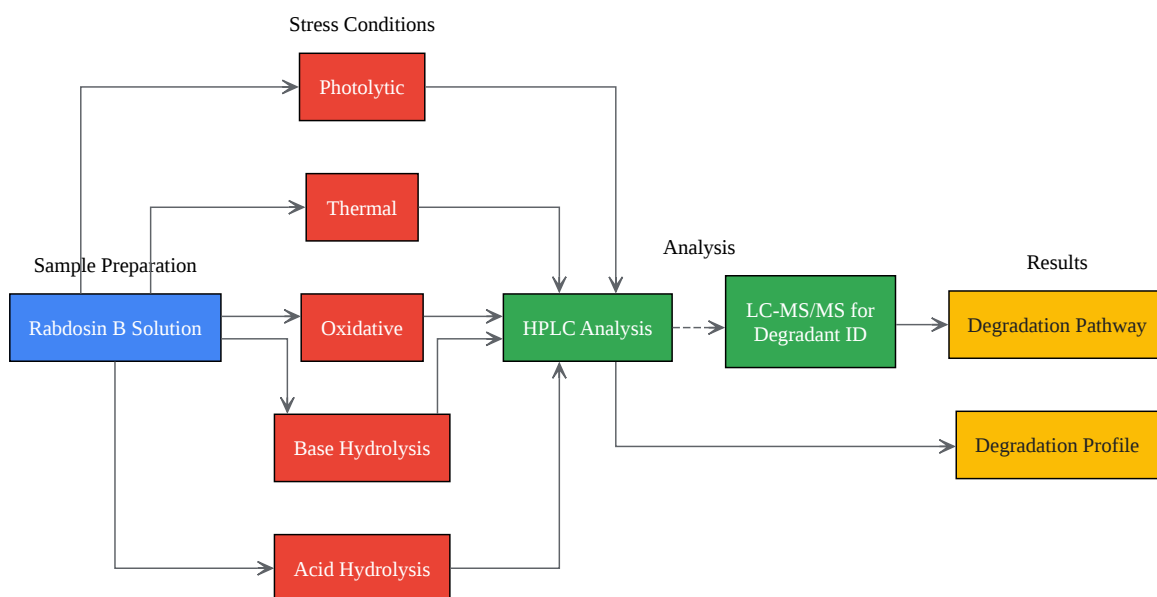 Stress Conditions
Photolytic
Thermal
Sample Preparation
Analysis
Results
Rabdosin B Solution
Oxidative
HPLC Analysis
LC-MS/MS for
Degradant ID
Degradation Pathway
Base Hydrolysis
Degradation Profile
Acid Hydrolysis